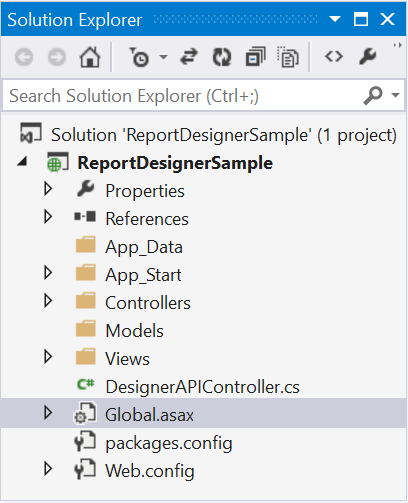 Solution Explorer
Search Solution Explorer (Ctrl+;)
Solution 'ReportDesignerSample' (1 project)
ReportDesignerSample
Properties
References
App_Data
App_Start
Controllers
Models
Views
C# DesignerAPIController.cs
Global.asax
packages.config
Web.config